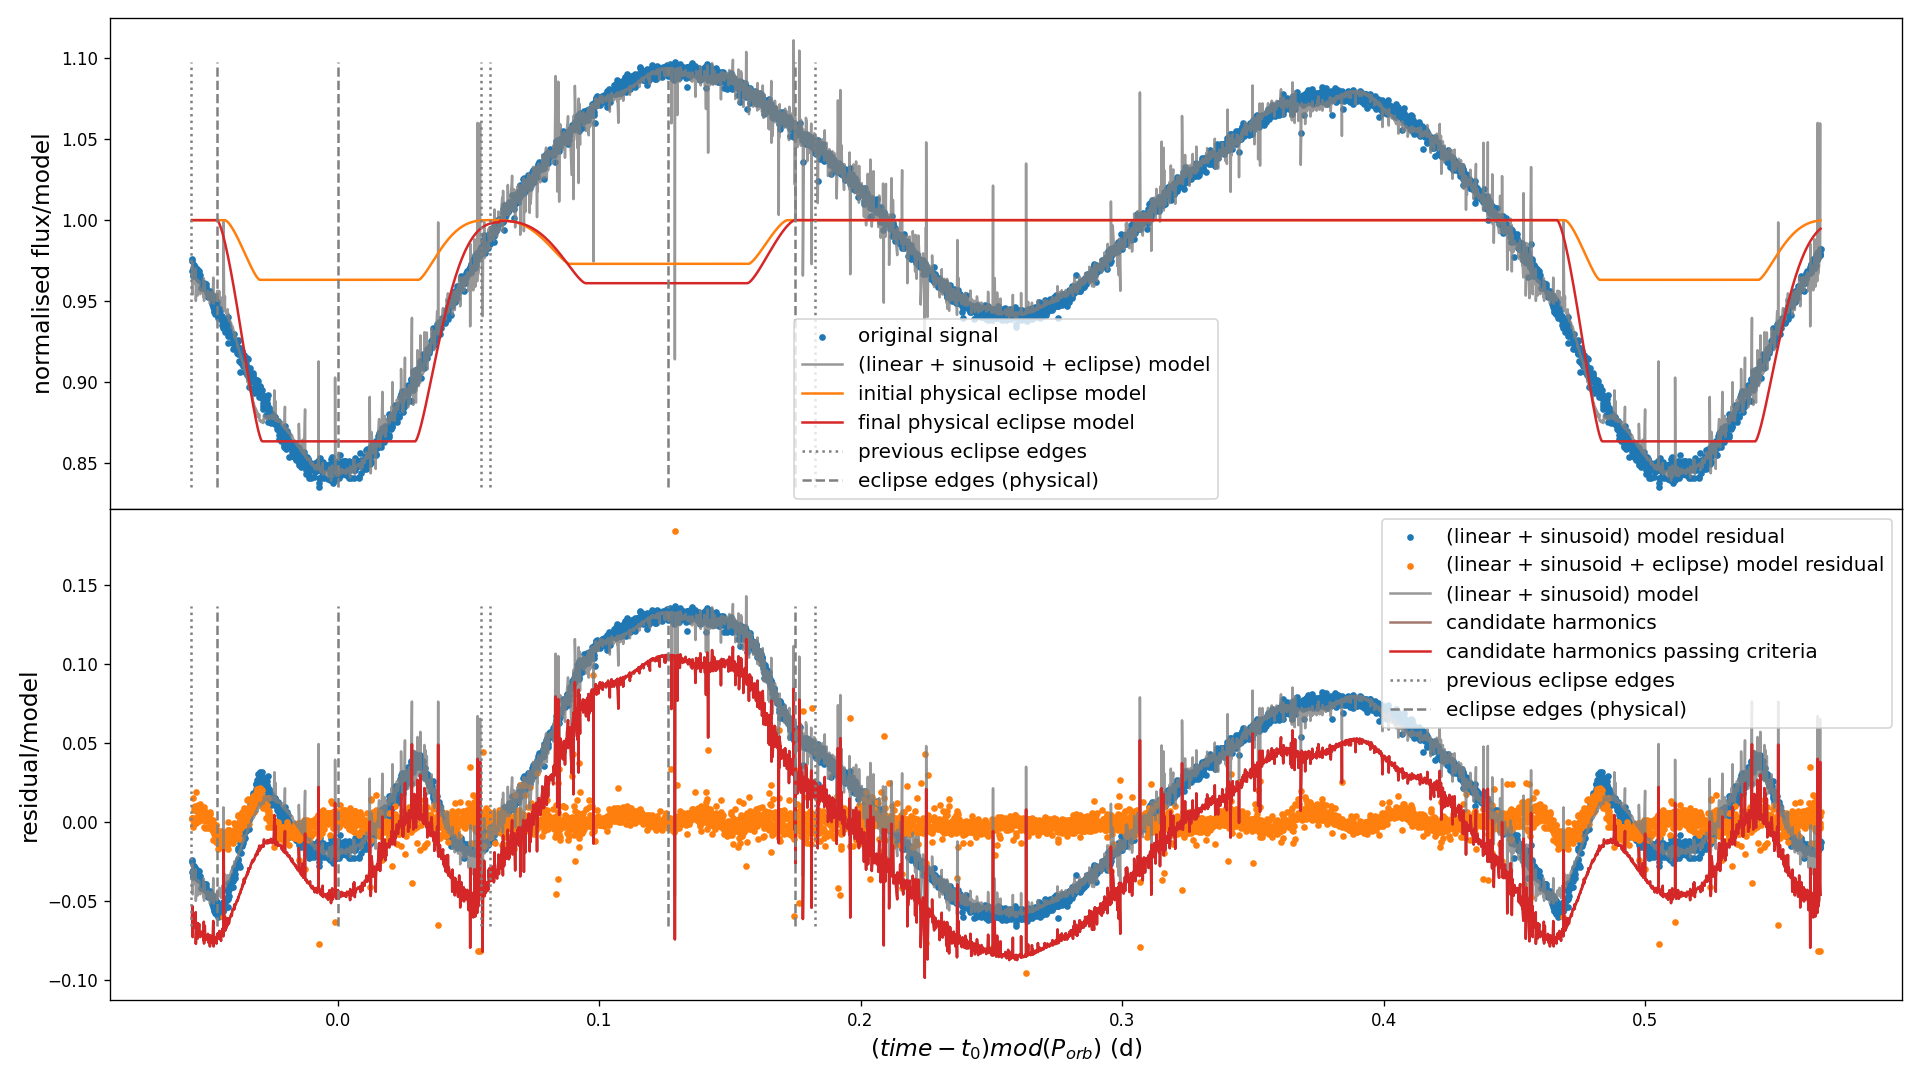 1.10
1.05
1.00
0.95
0.90
0.85
normalised flux/model
original signal
(linear + sinusoid + eclipse) model
initial physical eclipse model
final physical eclipse model
previous eclipse edges
eclipse edges (physical)
0.15
0.10
0.05
0.00
−0.05
−0.10
residual/model
(linear + sinusoid) model residual
(linear + sinusoid + eclipse) model residual
(linear + sinusoid) model
candidate harmonics
candidate harmonics passing criteria
previous eclipse edges
eclipse edges (physical)
0.0 0.1 0.2 0.3 0.4 0.5
(time − t₀)mod(Pₒᵣb) (d)